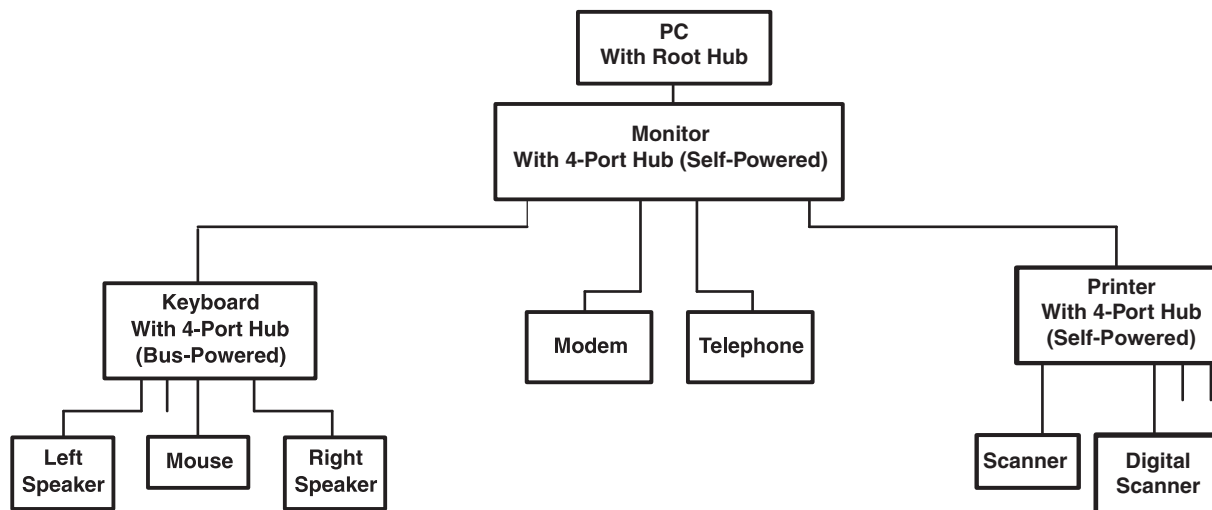 PC
With Root Hub
Monitor
With 4-Port Hub (Self-Powered)
Keyboard
With 4-Port Hub
(Bus-Powered)
Modem
Telephone
Printer
With 4-Port Hub
(Self-Powered)
Left
Speaker
Mouse
Right
Speaker
Scanner
Digital
Scanner